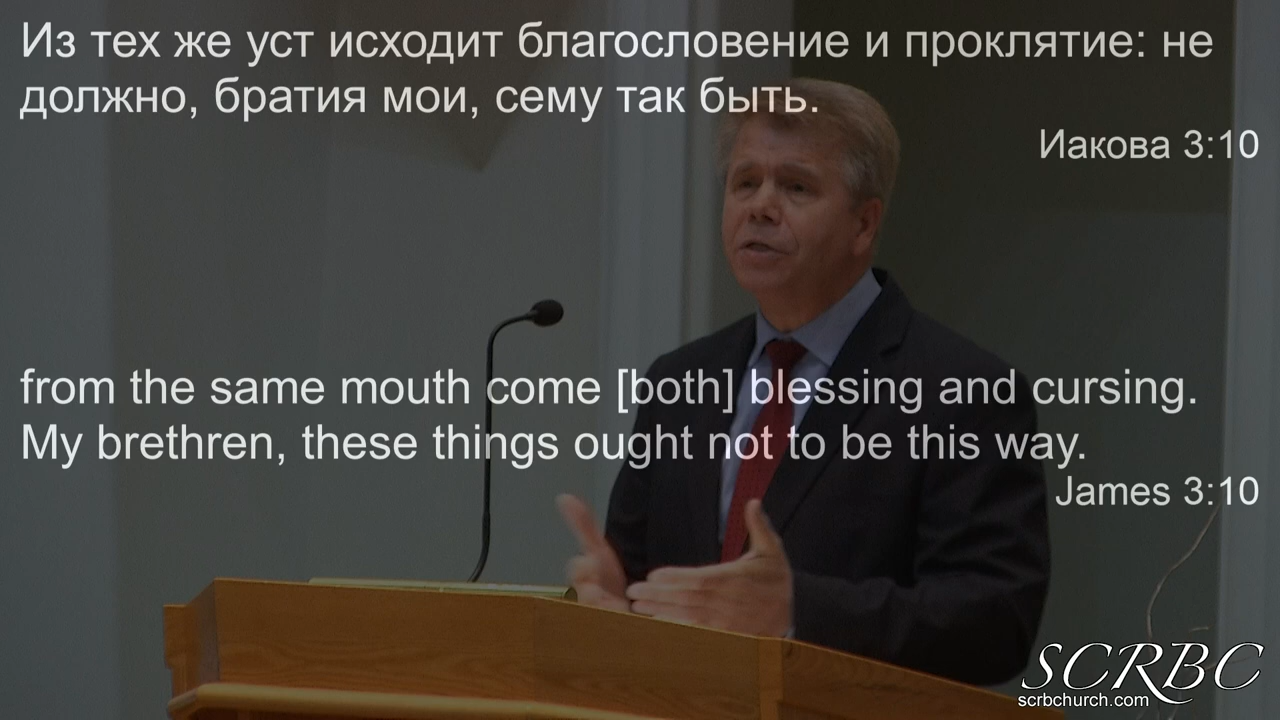 Из тех же уст исходит благословение и проклятие: не
должно, братия мои, сему так быть.
Иакова 3:10
from the same mouth come [both] blessing and cursing.
My brethren, these things ought not to be this way.
James 3:10
SCRBC
scrbchurch.com